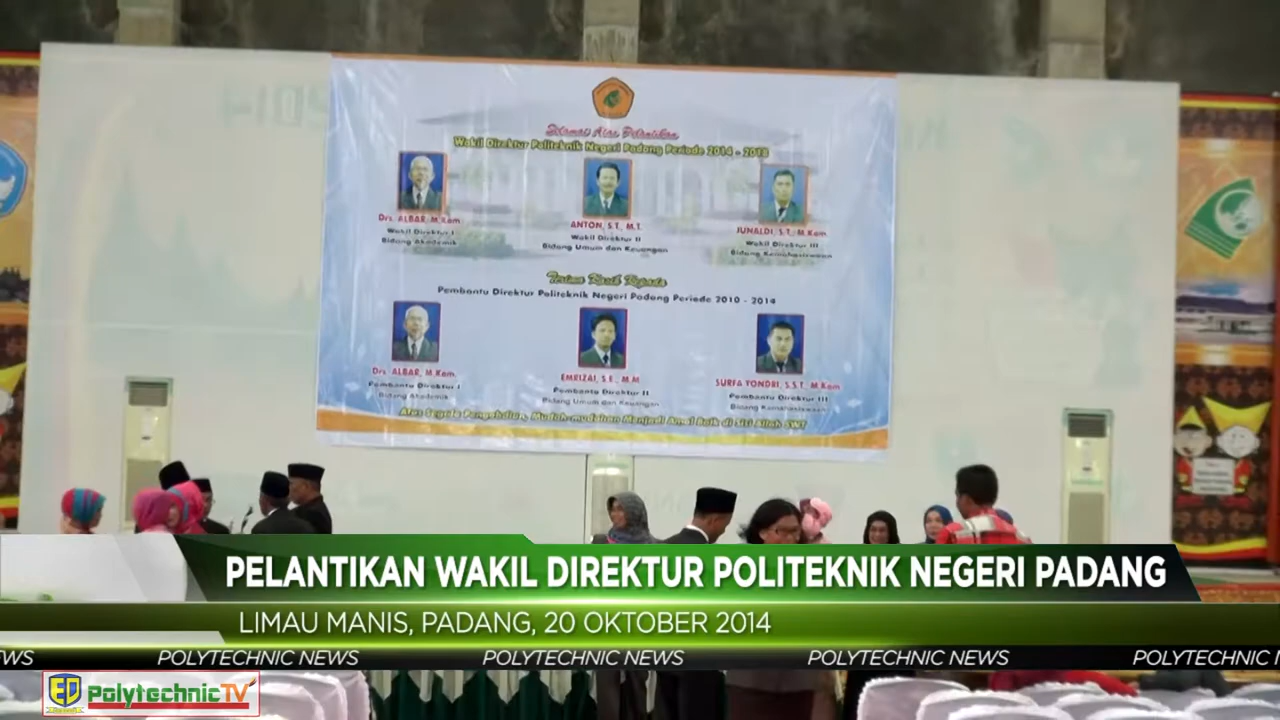 Selamat Atas Pelantikan
Wakil Direktur Politeknik Negeri Padang Periode 2014 - 2018
Drs. ALBAR, M.Kom.
Wakil Direktur I
Bidang Akademik
ANTON, S.T., M.T.
Wakil Direktur II
Bidang Umum dan Keuangan
JUNALDI, S.T., M.Kom
Wakil Direktur III
Bidang Kemahasiswaan
Terima Kasih Kepada
Pembantu Direktur Politeknik Negeri Padang Periode 2010 - 2014
Drs. ALBAR, M.Kom.
Pembantu Direktur I
Bidang Akademik
EMRIZAL, S.E., M.M
Pembantu Direktur II
Bidang Umum dan Keuangan
SURFA YONDRI, S.S.T., M.Kom
Pembantu Direktur III
Bidang Kemahasiswaan
Atas Segala Pengabdian, Mudah-mudahan Menjadi Amal Baik di Sisi Allah SWT
PELANTIKAN WAKIL DIREKTUR POLITEKNIK NEGERI PADANG
LIMAU MANIS, PADANG, 20 OKTOBER 2014
WS POLYTECHNIC NEWS POLYTECHNIC NEWS POLYTECHNIC NEWS POLYTECHNIC N
PolytechnicTV